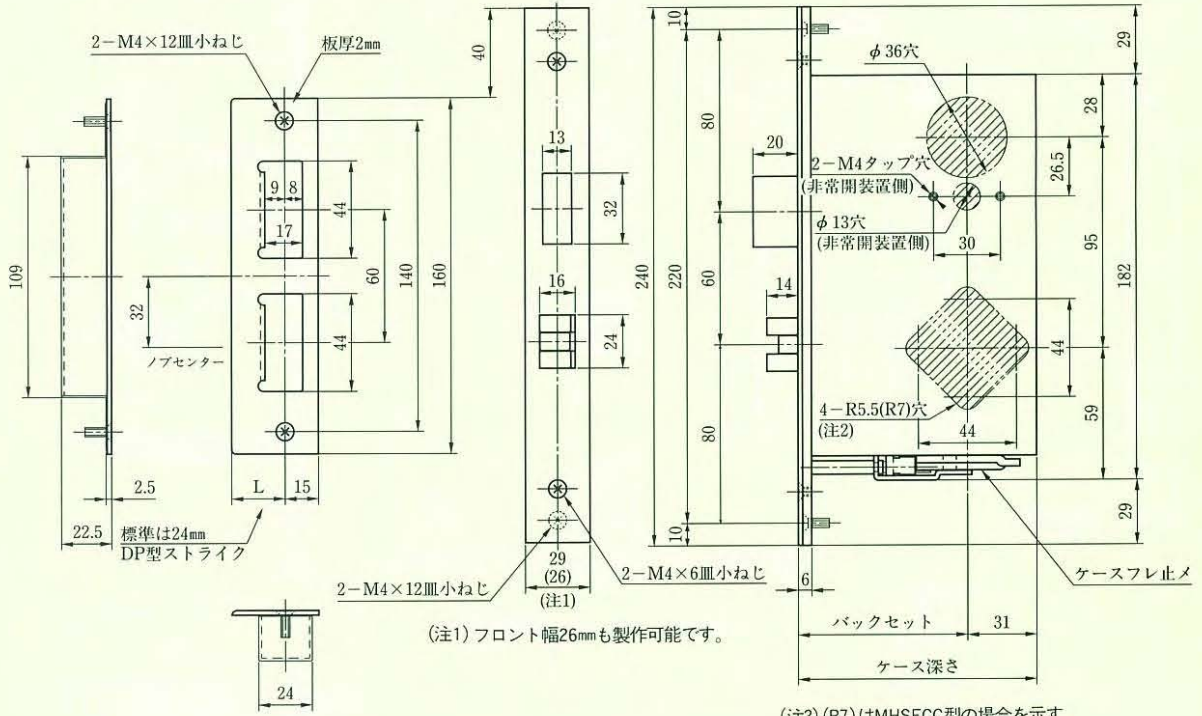 2-M4×12皿小ねじ
板厚2mm
40
10
29
φ36穴
28
80
13
20
2-M4タップ穴
(非常開装置側)
26.5
9
8
44
17
32
φ13穴
(非常開装置側)
30
109
32
60
140
160
240
220
60
95
182
16
14
24
44
ノブセンター
44
4-R5.5(R7)穴
(注2)
44
59
80
L
15
2.5
22.5
標準は24mm
DP型ストライク
10
29
29
(26)
(注1)
2-M4×12皿小ねじ
2-M4×6皿小ねじ
6
ケースフレ止メ
バックセット
31
(注1) フロント幅26mmも製作可能です。
ケース深さ
24
(注2) (R7)はMHSECC型の場合を示す